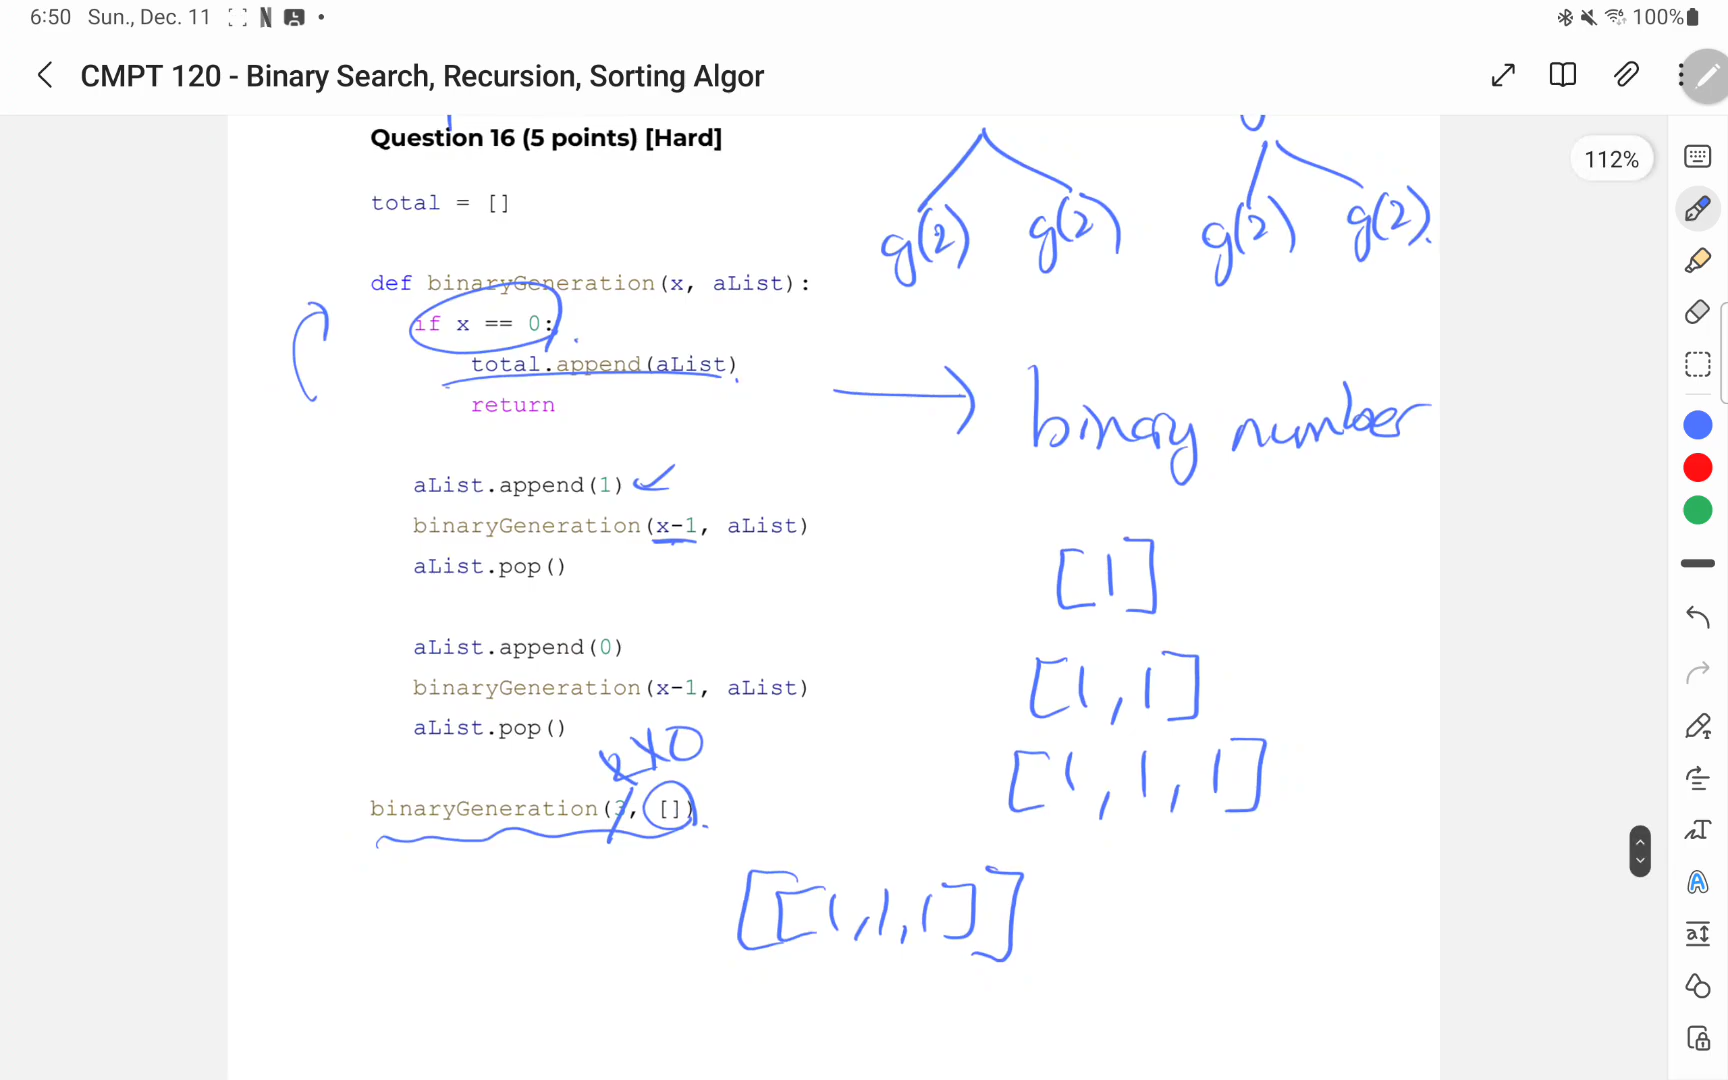 6:50 Sun., Dec. 11 100%
CMPT 120 - Binary Search, Recursion, Sorting Algor
112%
Question 16 (5 points) [Hard]
g(2) g(2) g(2) g(2).
total = []
def binaryGeneration(x, aList):
if x == 0:
total.append(aList)
return
binary number
aList.append(1)
binaryGeneration(x-1, aList)
aList.pop()
[1]
aList.append(0)
binaryGeneration(x-1, aList)
aList.pop()
[1,1]
2 1 0
[1,1,1]
binaryGeneration(3, [])
[[1,1,1]]